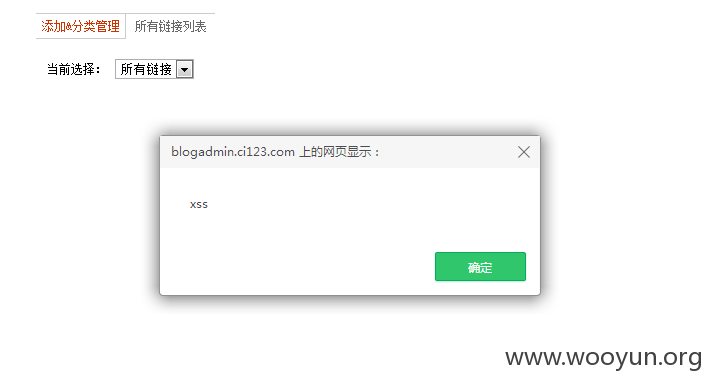 添加&分类管理 所有链接列表
当前选择： 所有链接
blogadmin.ci123.com 上的网页显示：
xss
确定
www.wooyun.org